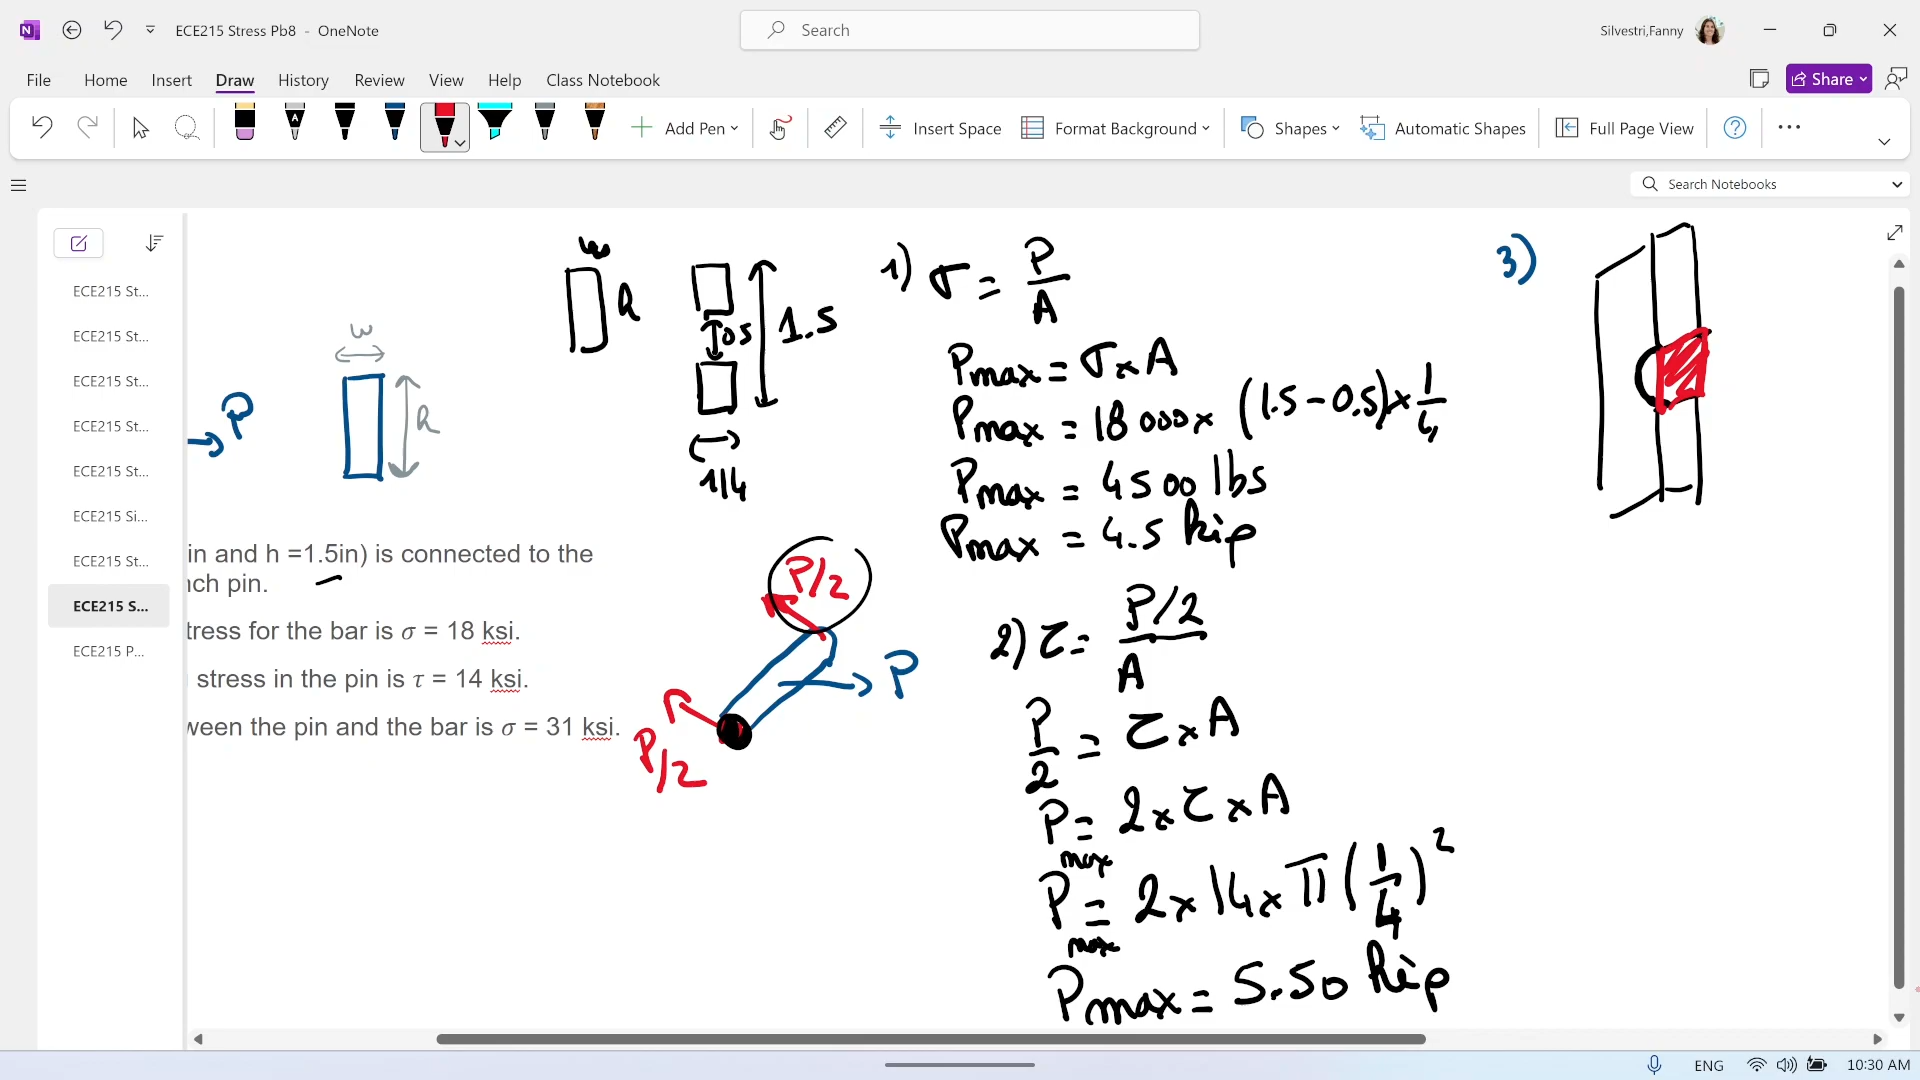 ECE215 Stress Pb8 - OneNote
Search
Silvestri,Fanny
File Home Insert Draw History Review View Help Class Notebook
Share
Add Pen
Insert Space
Format Background
Shapes
Automatic Shapes
Full Page View
Search Notebooks
ECE215 St...
ECE215 St...
ECE215 St...
ECE215 St...
ECE215 St...
ECE215 Si...
ECE215 St...
ECE215 S...
ECE215 P...
P
w
h
w
h
0.5
1.5
1/4
in and h =1.5in) is connected to the
ch pin.
tress for the bar is σ = 18 ksi.
stress in the pin is τ = 14 ksi.
ween the pin and the bar is σ = 31 ksi.
P/2
P
P/2
1) σ = P/A
Pmax = σ x A
Pmax = 18 000 x (1.5 - 0.5) x 1/4
Pmax = 4500 lbs
Pmax = 4.5 kip
2) τ = P/2 / A
P/2 = τ x A
Pmax = 2 x τ x A
Pmax = 2 x 14 x π (1/4)²
Pmax = 5.50 kip
3)
ENG
10:30 AM